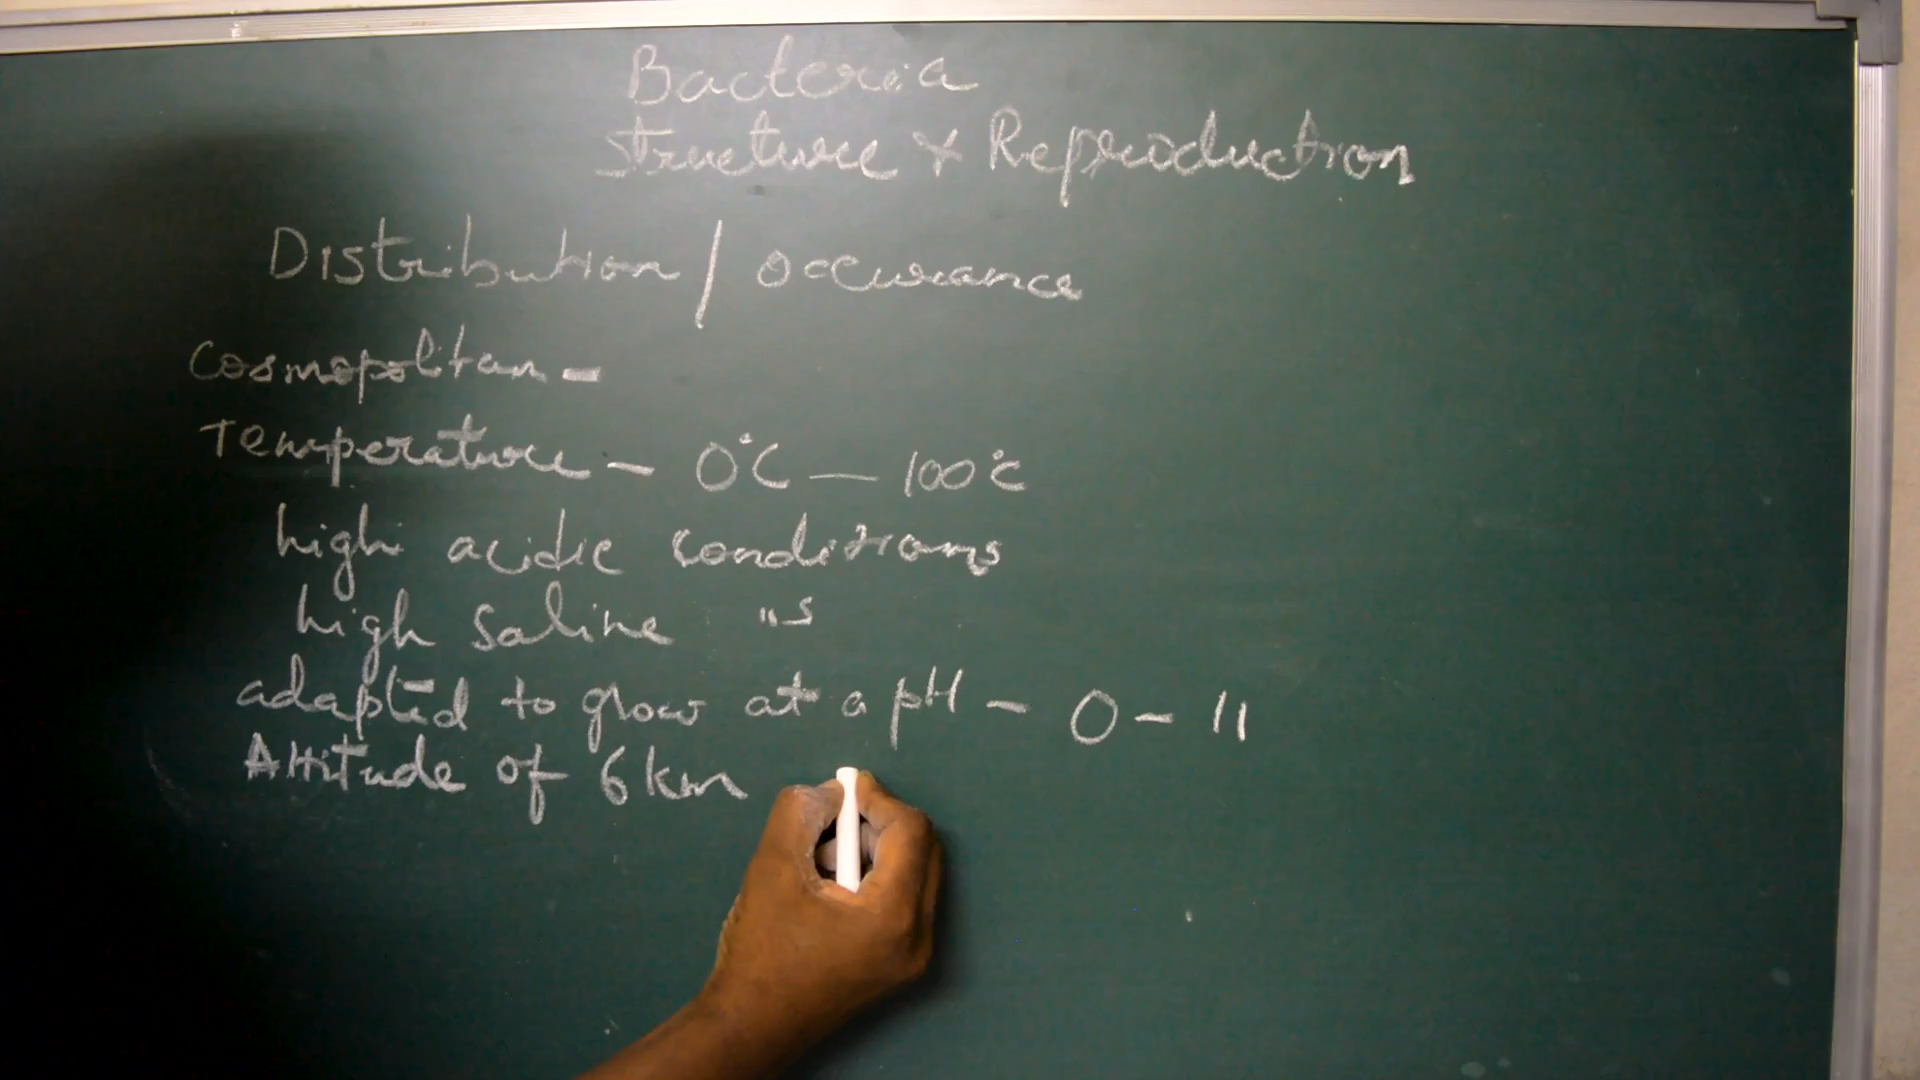 Bacteria
Structure & Reproduction
Distribution / occurance
Cosmopolitan -
Temperature - 0°C - 100°C
high acidic conditions
high saline "s
adapted to grow at a pH - 0 - 11
Altitude of 6 km